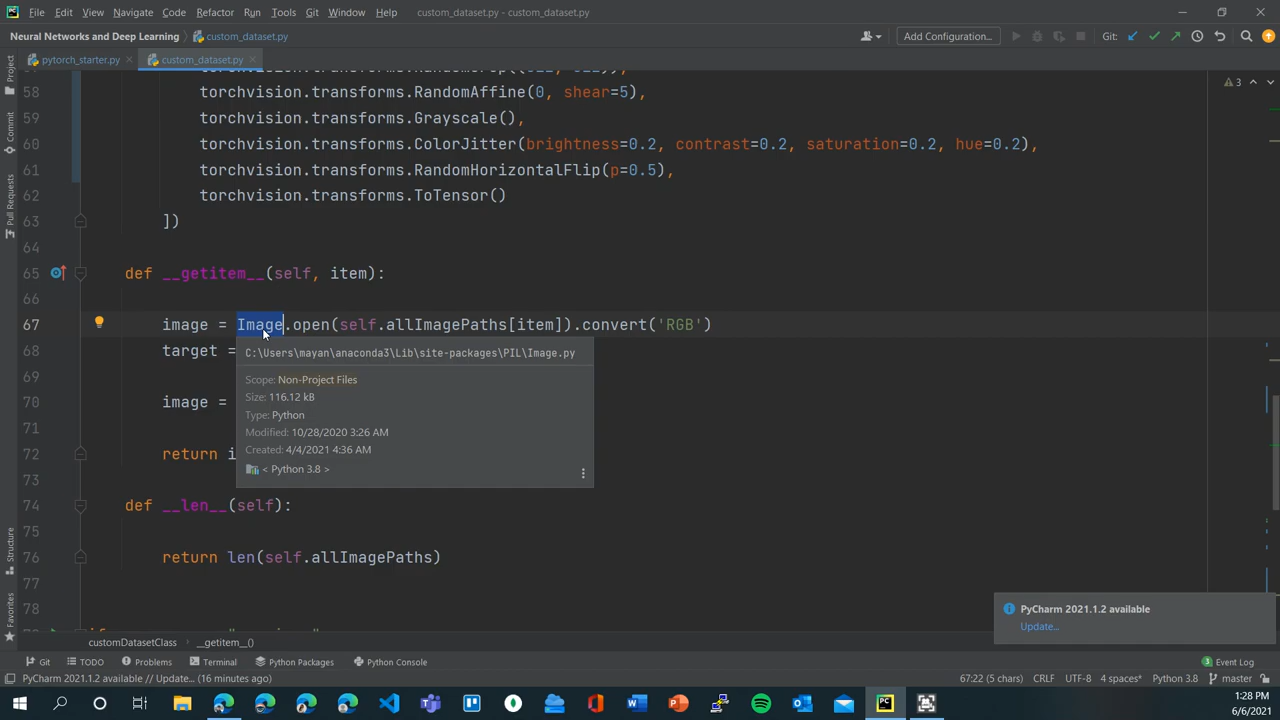 File Edit View Navigate Code Refactor Run Tools Git Window Help custom_dataset.py - custom_dataset.py
Neural Networks and Deep Learning custom_dataset.py Add Configuration... Git:
pytorch_starter.py custom_dataset.py
Project
Commit
Pull Requests
Structure
Favorites
3
58 torchvision.transforms.RandomAffine(0, shear=5),
59 torchvision.transforms.Grayscale(),
60 torchvision.transforms.ColorJitter(brightness=0.2, contrast=0.2, saturation=0.2, hue=0.2),
61 torchvision.transforms.RandomHorizontalFlip(p=0.5),
62 torchvision.transforms.ToTensor()
63 ])
64
65 def __getitem__(self, item):
66
67 image = Image.open(self.allImagePaths[item]).convert('RGB')
68 target =
69
70 image =
71
72 return i
73
74 def __len__(self):
75
76 return len(self.allImagePaths)
77
78
C:\Users\mayan\anaconda3\Lib\site-packages\PIL\Image.py
Scope: Non-Project Files
Size: 116.12 kB
Type: Python
Modified: 10/28/2020 3:26 AM
Created: 4/4/2021 4:36 AM
< Python 3.8 >
PyCharm 2021.1.2 available
Update...
customDatasetClass __getitem__()
Git TODO Problems Terminal Python Packages Python Console 3 Event Log
PyCharm 2021.1.2 available // Update... (16 minutes ago) 67:22 (5 chars) CRLF UTF-8 4 spaces* Python 3.8 master
1:28 PM
6/6/2021